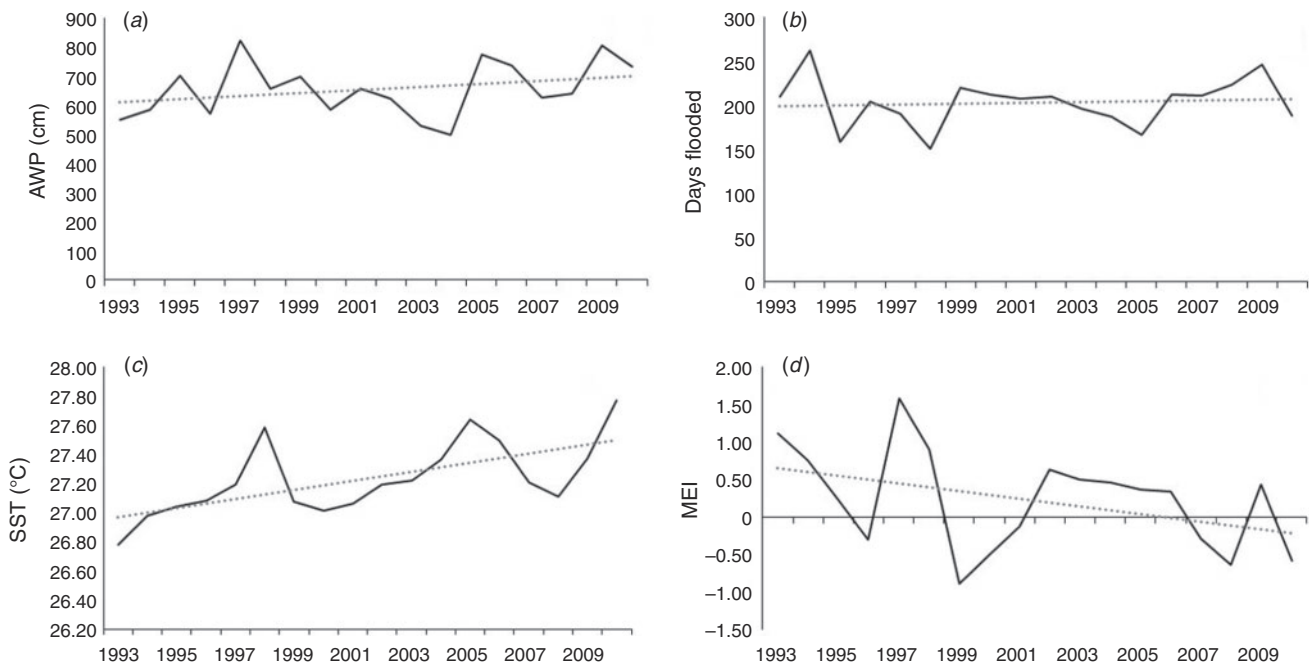 (a)
900
800
700
600
500
400
300
200
100
0
AWP (cm)
1993 1995 1997 1999 2001 2003 2005 2007 2009
(b)
300
250
200
150
100
50
0
Days flooded
1993 1995 1997 1999 2001 2003 2005 2007 2009
(c)
28.00
27.80
27.60
27.40
27.20
27.00
26.80
26.60
26.40
26.20
SST (°C)
1993 1995 1997 1999 2001 2003 2005 2007 2009
(d)
2.00
1.50
1.00
0.50
0
–0.50
–1.00
–1.50
MEI
1993 1995 1997 1999 2001 2003 2005 2007 2009